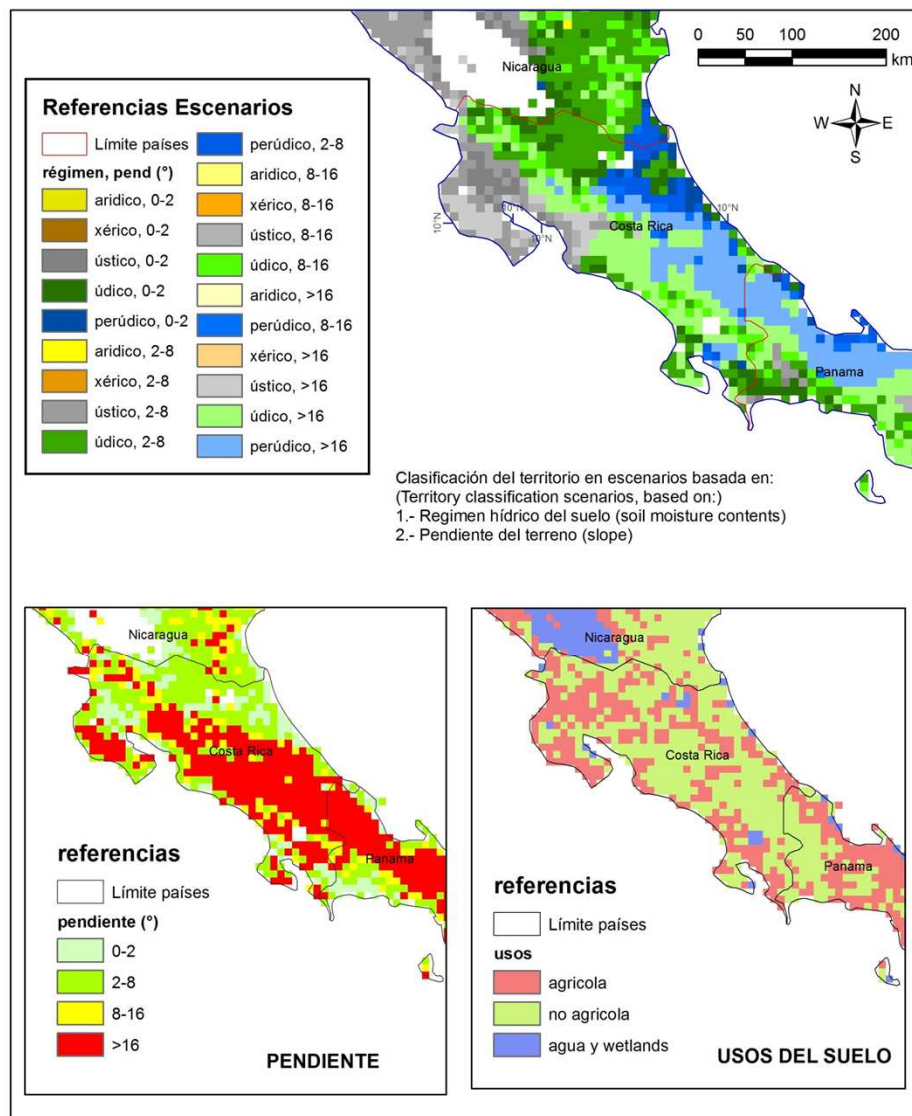 Nicaragua
0 50 100 200
km
N
W E
S
Costa Rica
10°N
10°N
10°N
10°N
Panama
Referencias Escenarios
Límite países
régimen, pend (°)
aridico, 0-2
xérico, 0-2
ústico, 0-2
údico, 0-2
perúdico, 0-2
aridico, 2-8
xérico, 2-8
ústico, 2-8
údico, 2-8
perúdico, 2-8
aridico, 8-16
xérico, 8-16
ústico, 8-16
údico, 8-16
aridico, >16
perúdico, 8-16
xérico, >16
ústico, >16
údico, >16
perúdico, >16
Clasificación del territorio en escenarios basada en:
(Territory classification scenarios, based on:)
1.- Regimen hídrico del suelo (soil moisture contents)
2.- Pendiente del terreno (slope)
Nicaragua
Costa Rica
Panama
referencias
Límite países
pendiente (°)
0-2
2-8
8-16
>16
PENDIENTE
Nicaragua
Costa Rica
Panama
referencias
Límite países
usos
agricola
no agricola
agua y wetlands
USOS DEL SUELO